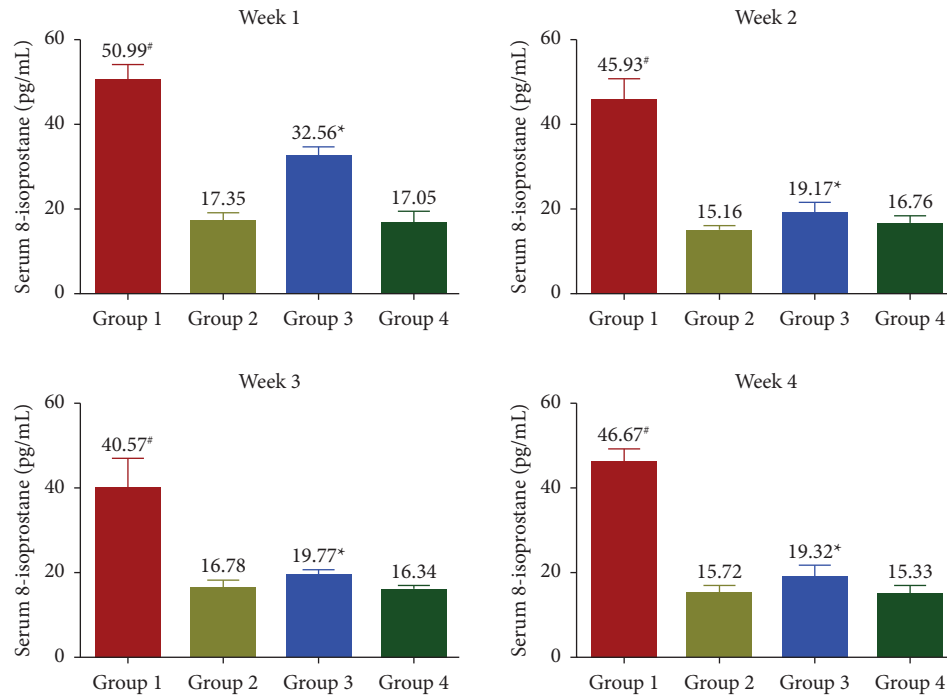 Week 1
Serum 8-isoprostane (pg/mL)
60
40
20
0
50.99#
17.35
32.56*
17.05
Group 1 Group 2 Group 3 Group 4
Week 2
Serum 8-isoprostane (pg/mL)
60
40
20
0
45.93#
15.16
19.17*
16.76
Group 1 Group 2 Group 3 Group 4
Week 3
Serum 8-isoprostane (pg/mL)
60
40
20
0
40.57#
16.78
19.77*
16.34
Group 1 Group 2 Group 3 Group 4
Week 4
Serum 8-isoprostane (pg/mL)
60
40
20
0
46.67#
15.72
19.32*
15.33
Group 1 Group 2 Group 3 Group 4